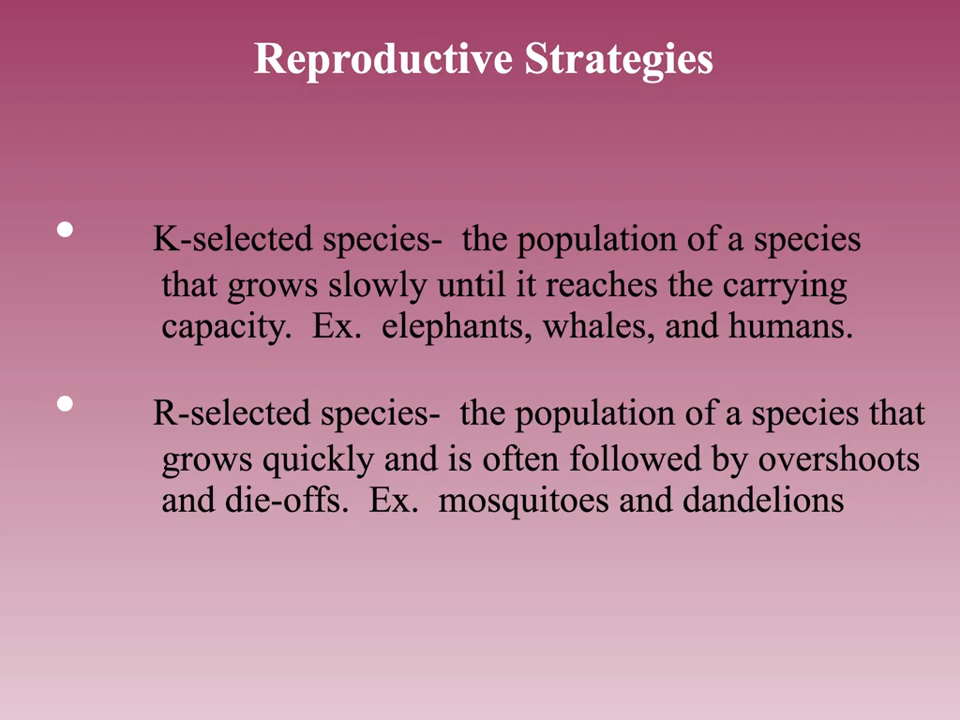 Reproductive Strategies
• K-selected species- the population of a species
that grows slowly until it reaches the carrying
capacity. Ex. elephants, whales, and humans.
• R-selected species- the population of a species that
grows quickly and is often followed by overshoots
and die-offs. Ex. mosquitoes and dandelions